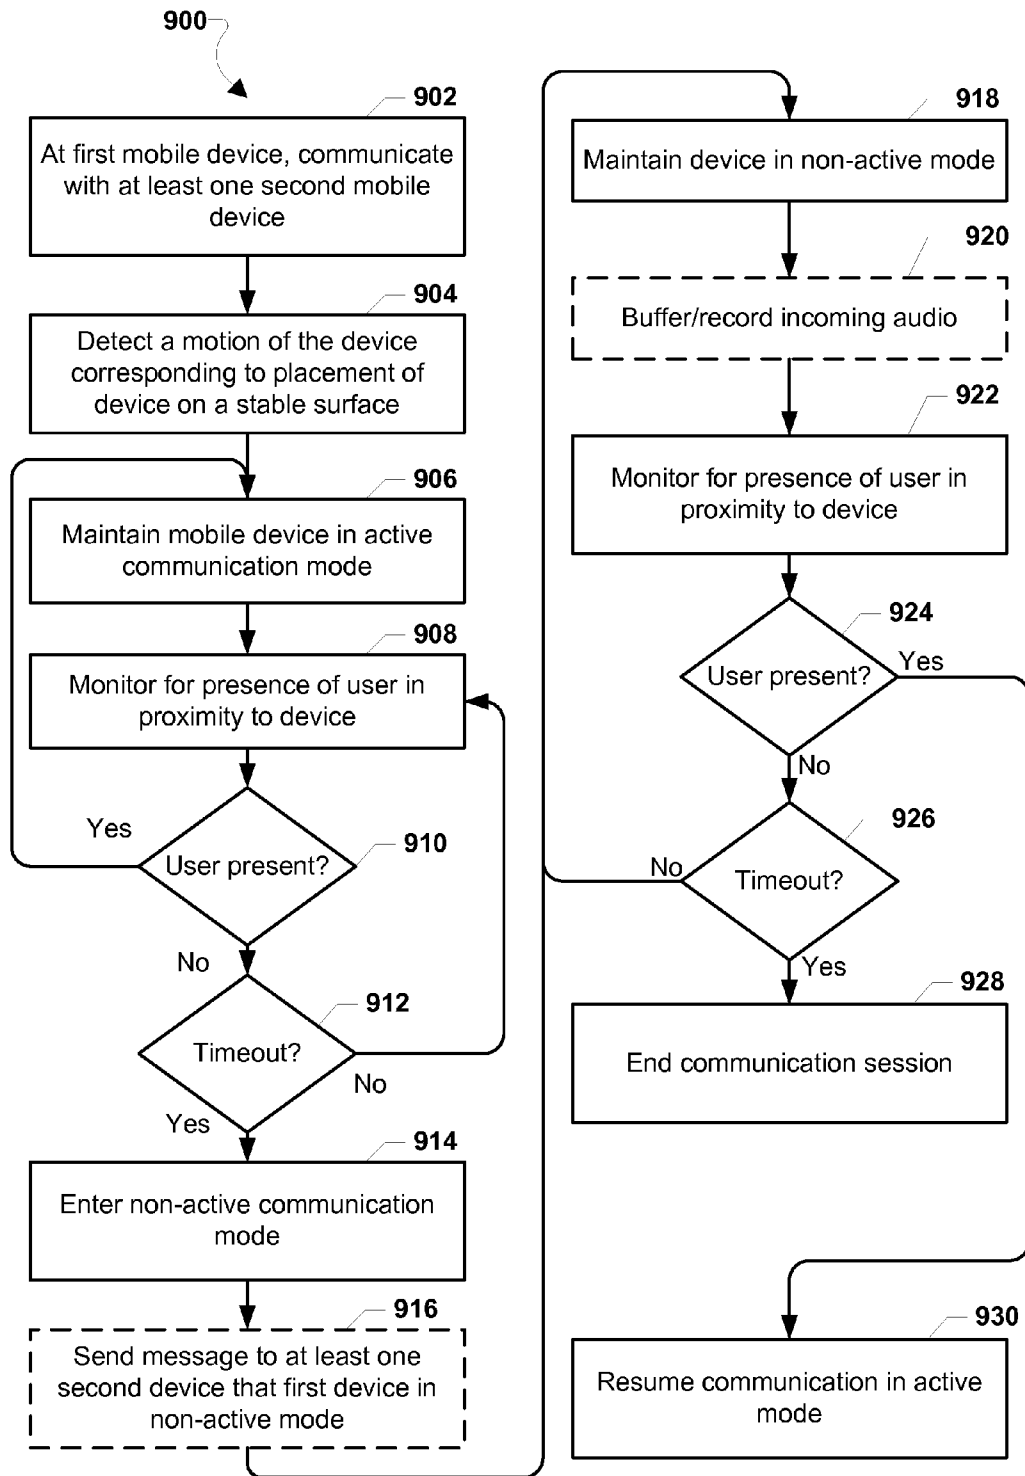 900
902
At first mobile device, communicate
with at least one second mobile
device
904
Detect a motion of the device
corresponding to placement of
device on a stable surface
906
Maintain mobile device in active
communication mode
908
Monitor for presence of user in
proximity to device
Yes
910
User present?
No
912
Timeout?
No
Yes
914
Enter non-active communication
mode
916
Send message to at least one
second device that first device in
non-active mode
918
Maintain device in non-active mode
920
Buffer/record incoming audio
922
Monitor for presence of user in
proximity to device
924
Yes
User present?
No
926
No
Timeout?
Yes
928
End communication session
930
Resume communication in active
mode